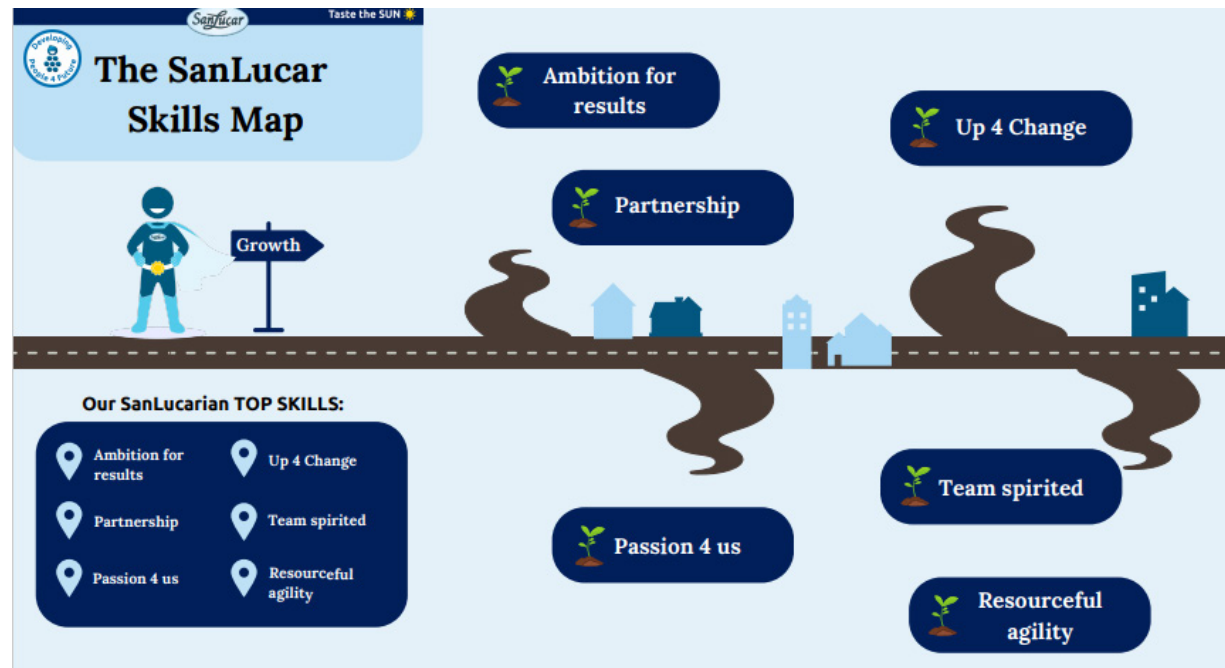 SanLucar
Taste the SUN
Developing
People 4 Future
The SanLucar
Skills Map
Growth
Ambition for
results
Partnership
Up 4 Change
Our SanLucarian TOP SKILLS:
Ambition for
results
Partnership
Passion 4 us
Up 4 Change
Team spirited
Resourceful
agility
Passion 4 us
Team spirited
Resourceful
agility